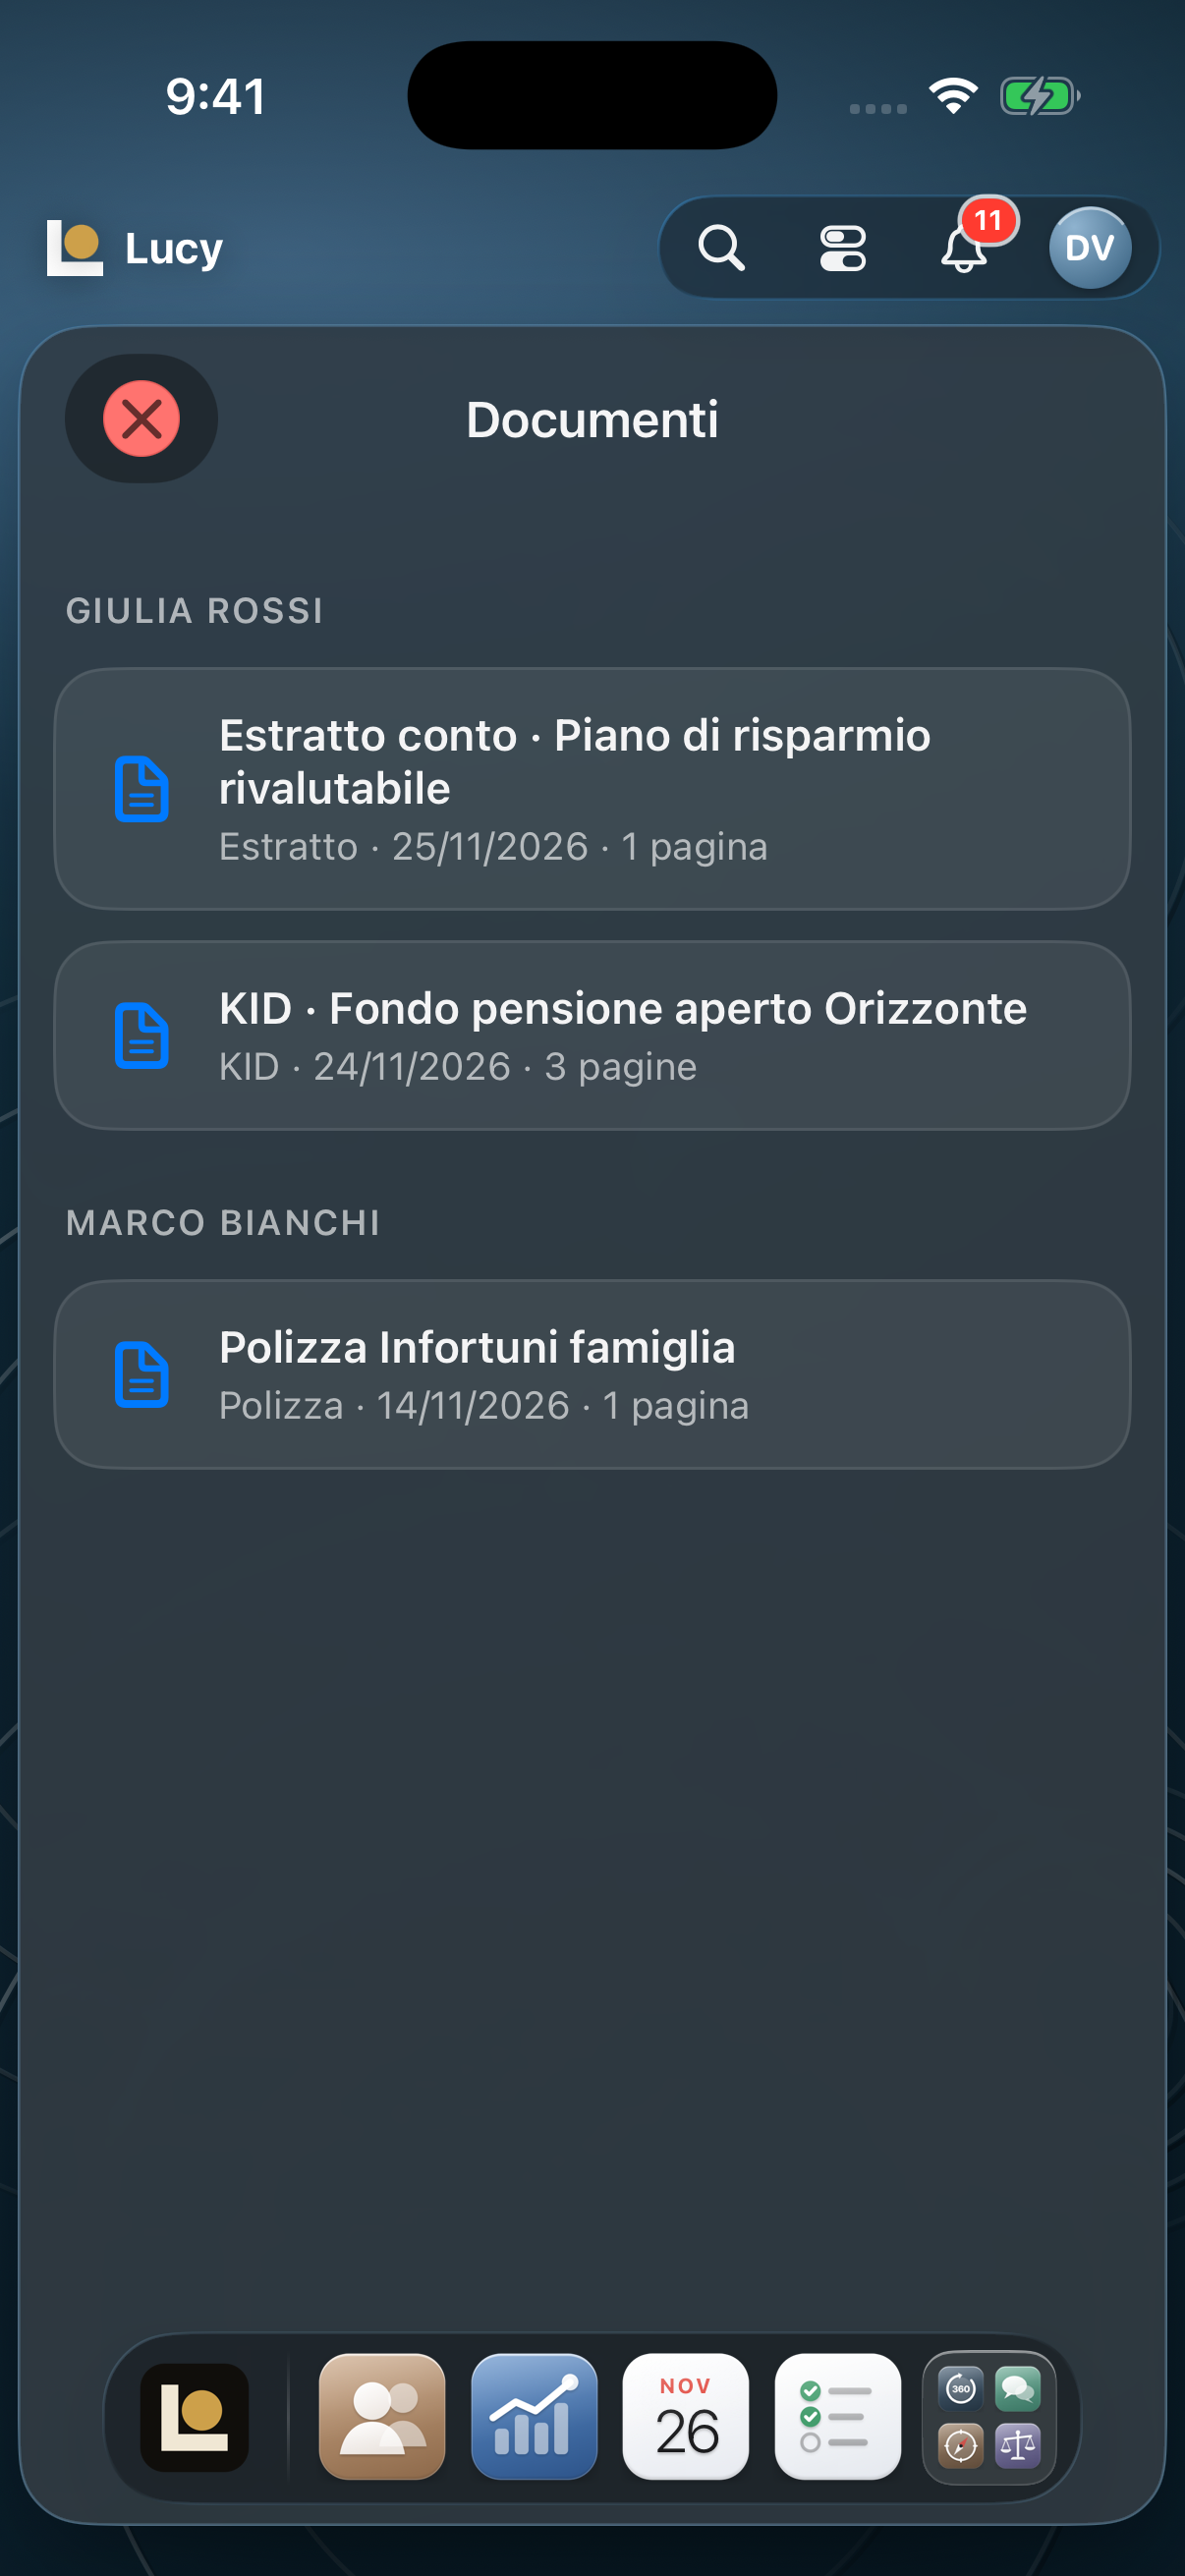 9:41
Lucy
11
DV
Documenti
GIULIA ROSSI
Estratto conto · Piano di risparmio
rivalutabile
Estratto · 25/11/2026 · 1 pagina
KID · Fondo pensione aperto Orizzonte
KID · 24/11/2026 · 3 pagine
MARCO BIANCHI
Polizza Infortuni famiglia
Polizza · 14/11/2026 · 1 pagina
NOV
26
360